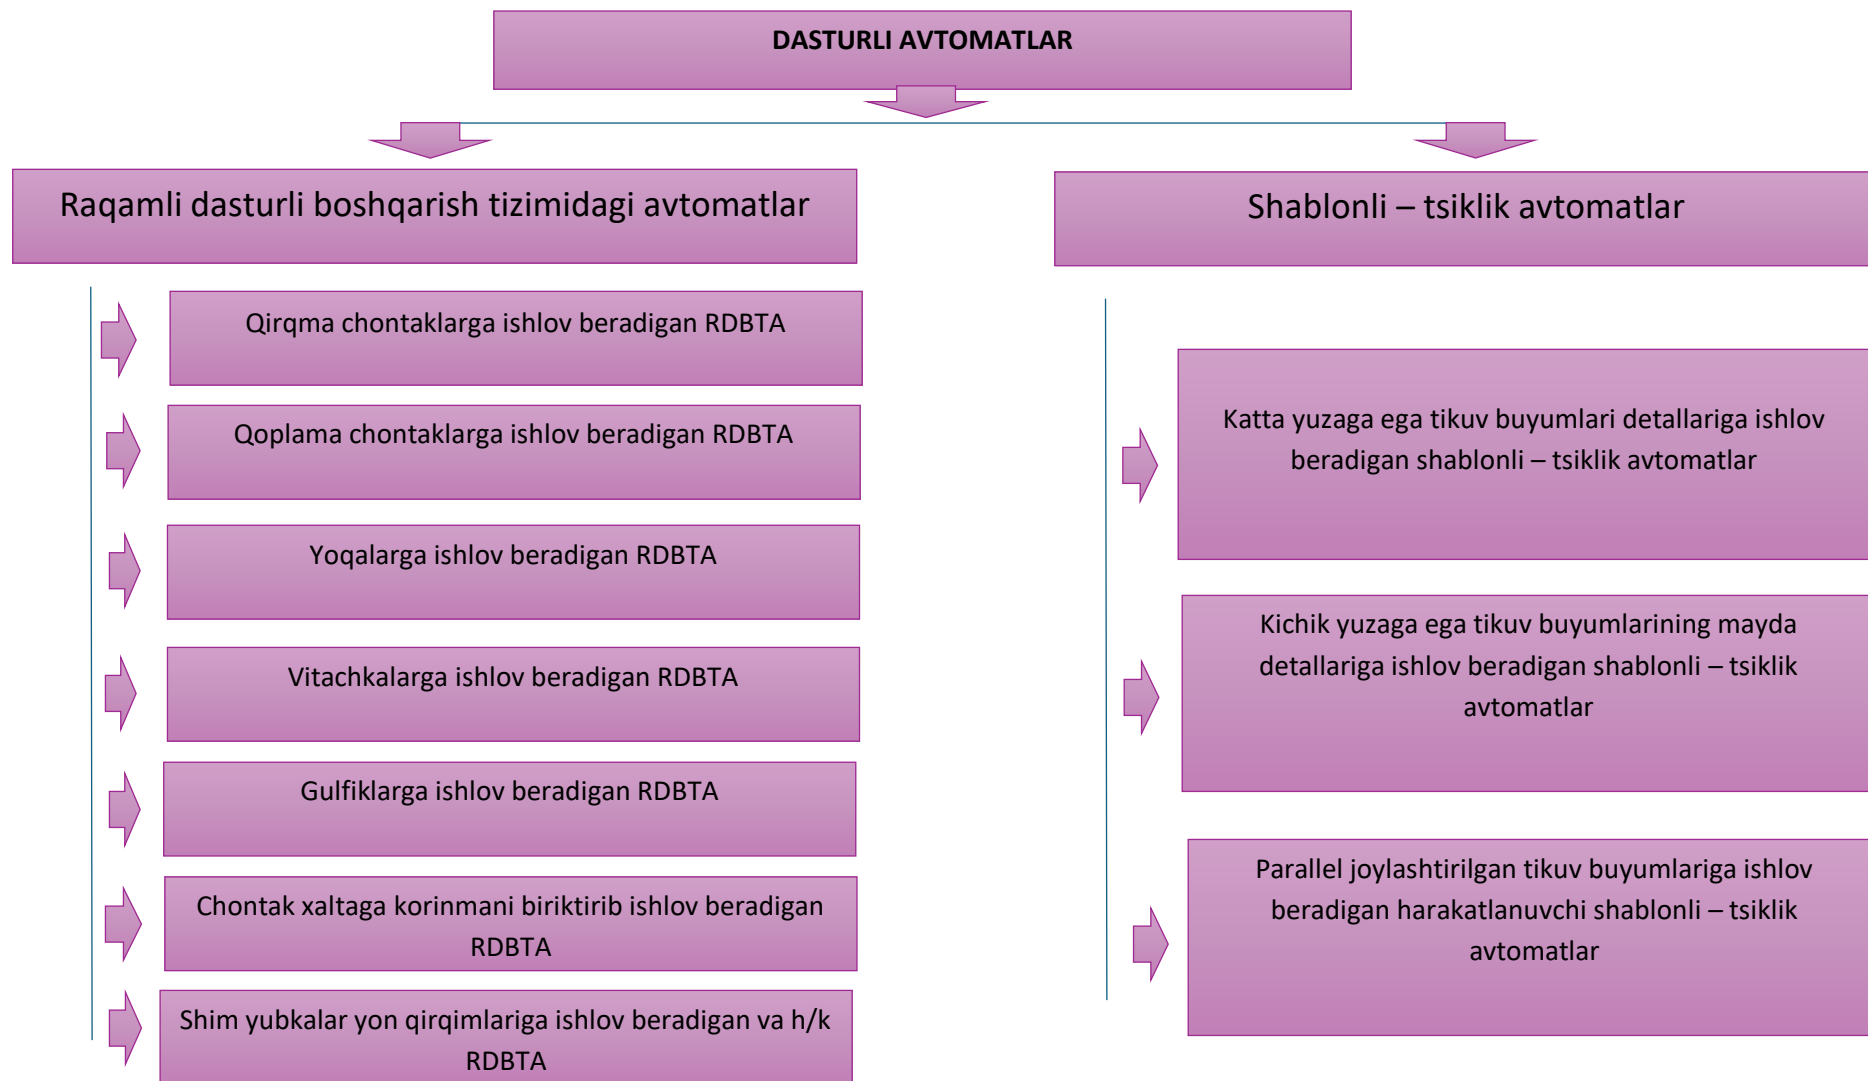 DASTURLI AVTOMATLAR
Raqamli dasturli boshqarish tizimidagi avtomatlar
Qirqma chontaklarga ishlov beradigan RDBTA
Qoplama chontaklarga ishlov beradigan RDBTA
Yoqalarga ishlov beradigan RDBTA
Vitachkalarga ishlov beradigan RDBTA
Gulfiklarga ishlov beradigan RDBTA
Chontak xaltaga korinmani biriktirib ishlov beradigan
RDBTA
Shim yubkalar yon qirqimlariga ishlov beradigan va h/k
RDBTA
Shablonli – tsiklik avtomatlar
Katta yuzaga ega tikuv buyumlari detallariga ishlov
beradigan shablonli – tsiklik avtomatlar
Kichik yuzaga ega tikuv buyumlarining mayda
detallariga ishlov beradigan shablonli – tsiklik
avtomatlar
Parallel joylashtirilgan tikuv buyumlariga ishlov
beradigan harakatlanuvchi shablonli – tsiklik
avtomatlar